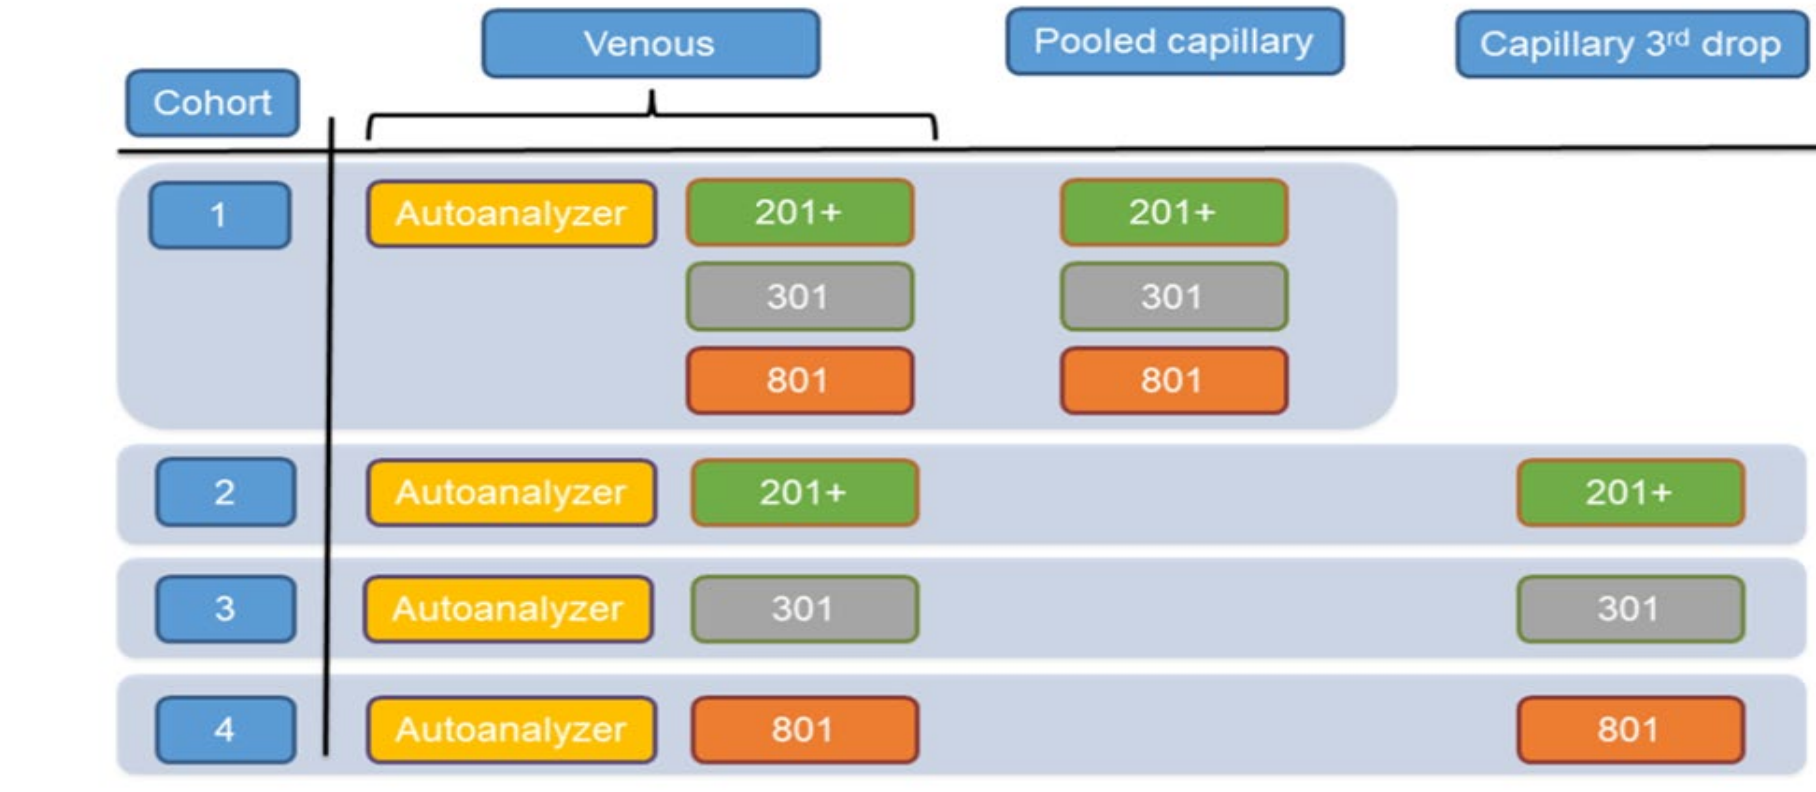 Venous
Pooled capillary
Capillary 3rd drop
Cohort
1 Autoanalyzer 201+ 201+
301 301
801 801
2 Autoanalyzer 201+ 201+
3 Autoanalyzer 301 301
4 Autoanalyzer 801 801